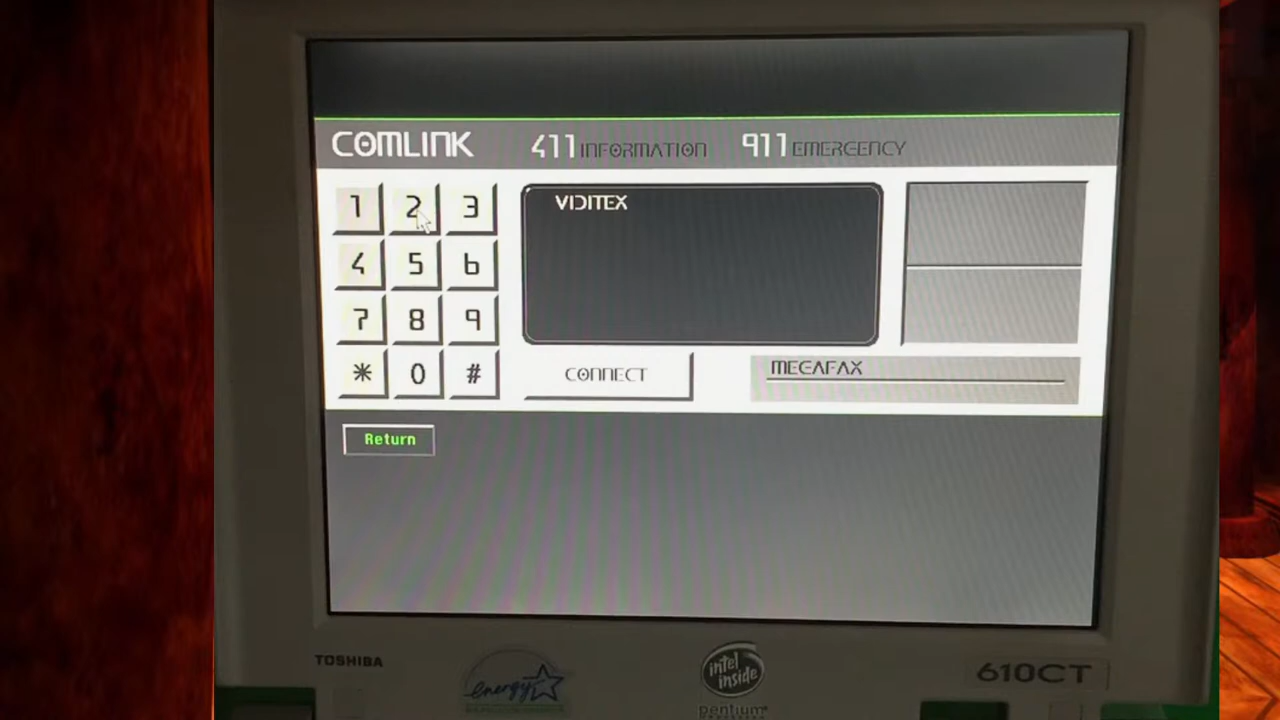 COMLINK 411 INFORMATION 911 EMERGENCY
1 2 3
VIDITEX
4 5 6
7 8 9
* 0 #
CONNECT
MEGAFAX
Return
TOSHIBA
energy
intel inside
pentium
610CT